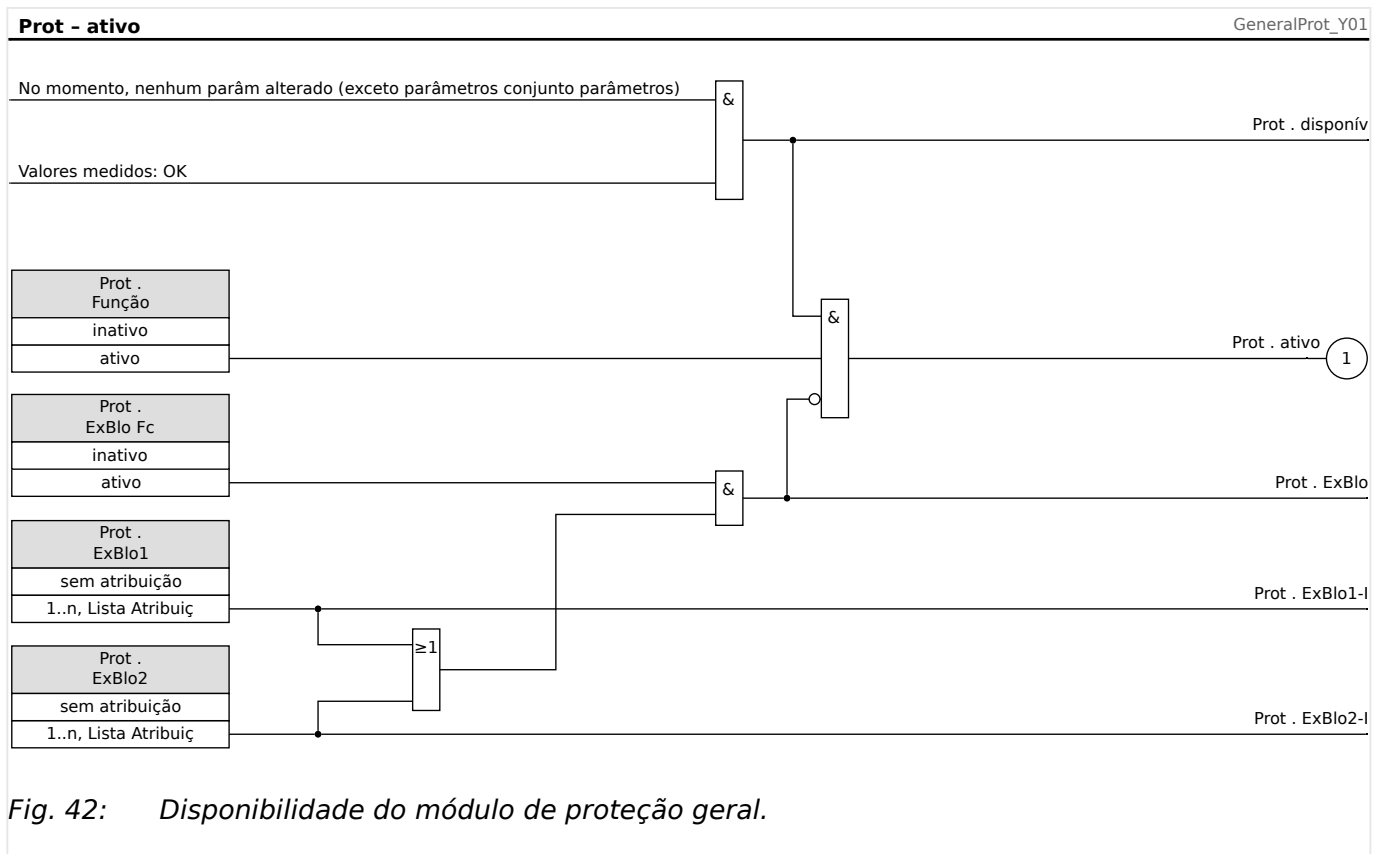 Prot – ativo
GeneralProt_Y01
No momento, nenhum parâm alterado (exceto parâmetros conjunto parâmetros)
&
Prot . disponív
Valores medidos: OK
Prot .
Função
inativo
ativo
&
Prot . ativo
1
Prot .
ExBlo Fc
inativo
ativo
&
Prot . ExBlo
Prot .
ExBlo1
sem atribuição
1..n, Lista Atribuiç
Prot . ExBlo1-I
≥1
Prot .
ExBlo2
sem atribuição
1..n, Lista Atribuiç
Prot . ExBlo2-I
Fig. 42: Disponibilidade do módulo de proteção geral.